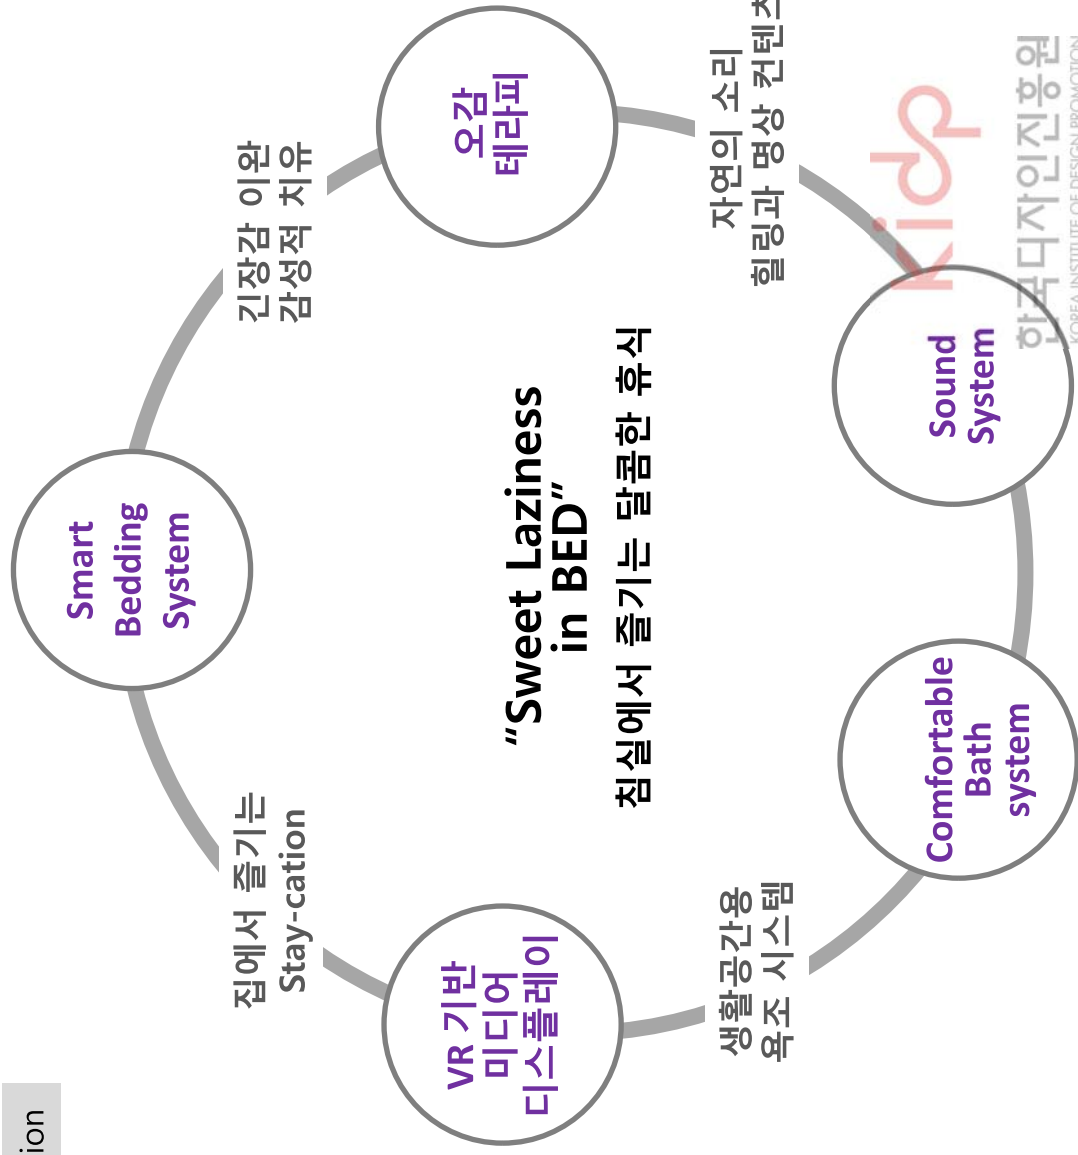 ion
Smart
Bedding
System
집에서 즐기는
Stay-cation
긴장감 이완
감성적 치유
VR 기반
미디어
디스플레이
오감
테라피
“Sweet Laziness
in BED”
침실에서 즐기는 달콤한 휴식
생활공간용
욕조 시스템
자연의 소리
힐링과 명상 컨텐츠
Comfortable
Bath
system
Sound
System
kidp
한국디자인진흥원
KOREA INSTITUTE OF DESIGN PROMOTION